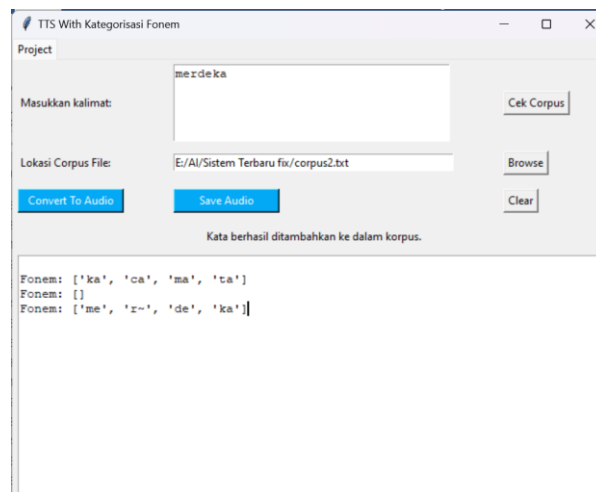 TTS With Kategorisasi Fonem
Project
merdeka
Masukkan kalimat:
Cek Corpus
Lokasi Corpus File:
E:/AI/Sistem Terbaru fix/corpus2.txt
Browse
Convert To Audio
Save Audio
Clear
Kata berhasil ditambahkan ke dalam korpus.
Fonem: ['ka', 'ca', 'ma', 'ta']
Fonem: []
Fonem: ['me', 'r~', 'de', 'ka']